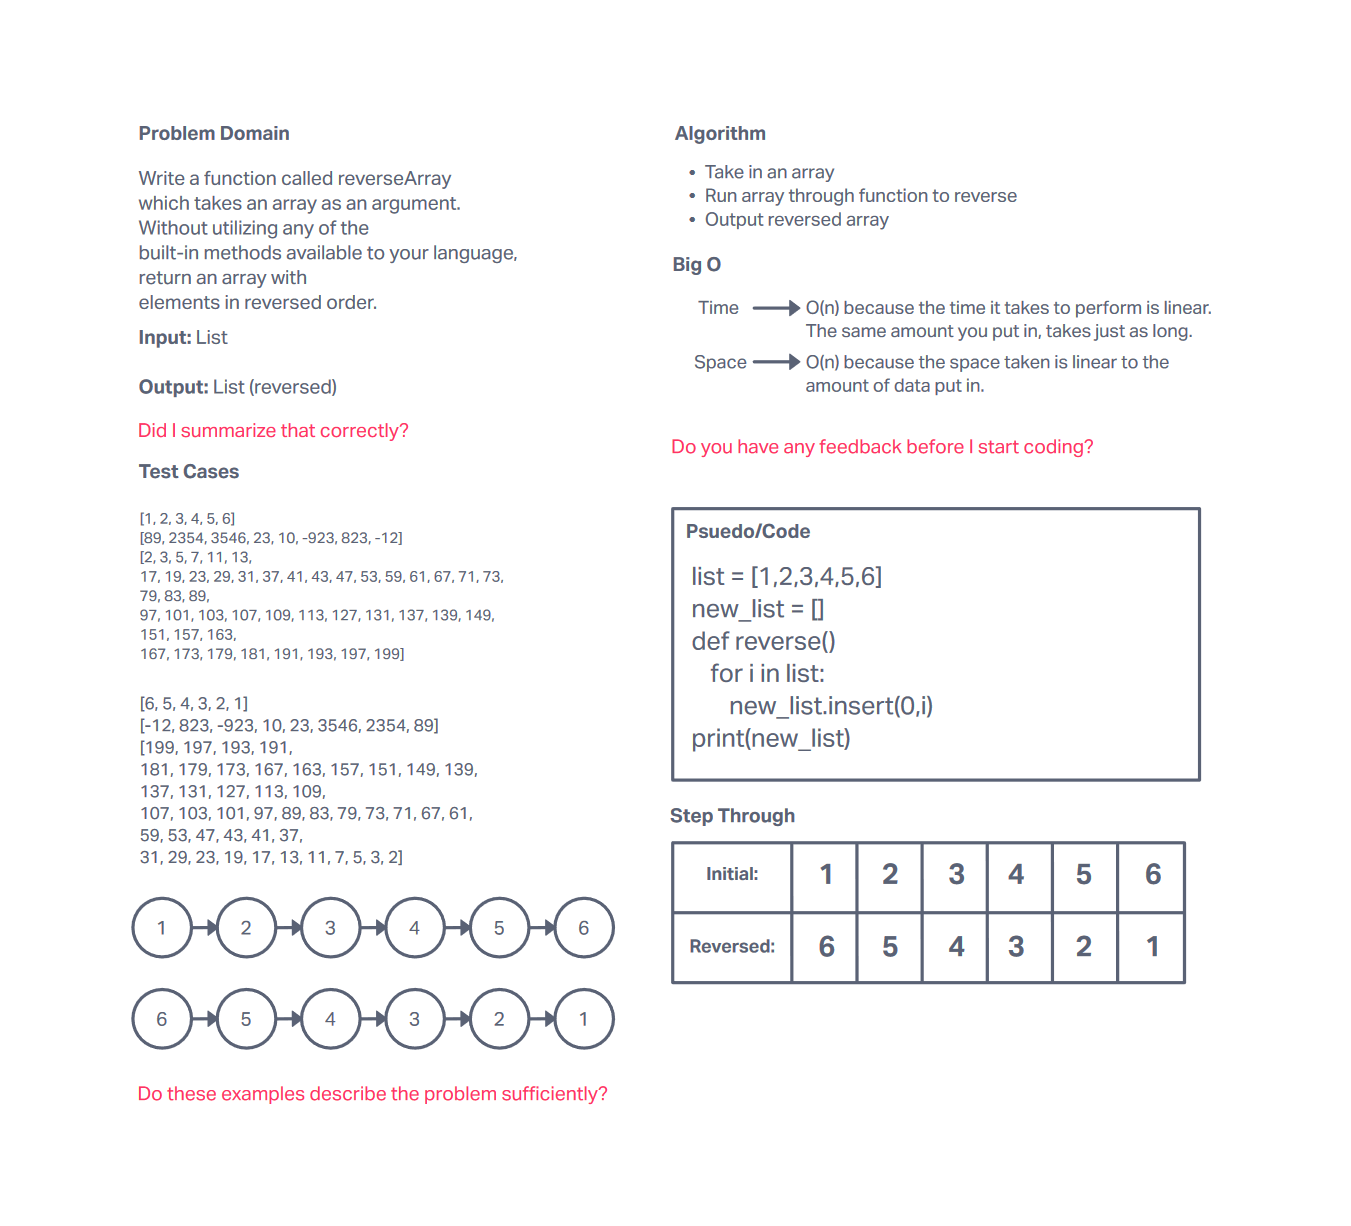 Problem Domain
Write a function called reverseArray
which takes an array as an argument.
Without utilizing any of the
built-in methods available to your language,
return an array with
elements in reversed order.
Input: List
Output: List (reversed)
Did I summarize that correctly?
Test Cases
[1, 2, 3, 4, 5, 6]
[89, 2354, 3546, 23, 10, -923, 823, -12]
[2, 3, 5, 7, 11, 13,
17, 19, 23, 29, 31, 37, 41, 43, 47, 53, 59, 61, 67, 71, 73,
79, 83, 89,
97, 101, 103, 107, 109, 113, 127, 131, 137, 139, 149,
151, 157, 163,
167, 173, 179, 181, 191, 193, 197, 199]
[6, 5, 4, 3, 2, 1]
[-12, 823, -923, 10, 23, 3546, 2354, 89]
[199, 197, 193, 191,
181, 179, 173, 167, 163, 157, 151, 149, 139,
137, 131, 127, 113, 109,
107, 103, 101, 97, 89, 83, 79, 73, 71, 67, 61,
59, 53, 47, 43, 41, 37,
31, 29, 23, 19, 17, 13, 11, 7, 5, 3, 2]
1 2 3 4 5 6
6 5 4 3 2 1
Do these examples describe the problem sufficiently?
Algorithm
• Take in an array
• Run array through function to reverse
• Output reversed array
Big O
Time O(n) because the time it takes to perform is linear.
The same amount you put in, takes just as long.
Space O(n) because the space taken is linear to the
amount of data put in.
Do you have any feedback before I start coding?
Psuedo/Code
list = [1,2,3,4,5,6]
new_list = []
def reverse()
for i in list:
new_list.insert(0,i)
print(new_list)
Step Through
Initial: 1 2 3 4 5 6
Reversed: 6 5 4 3 2 1